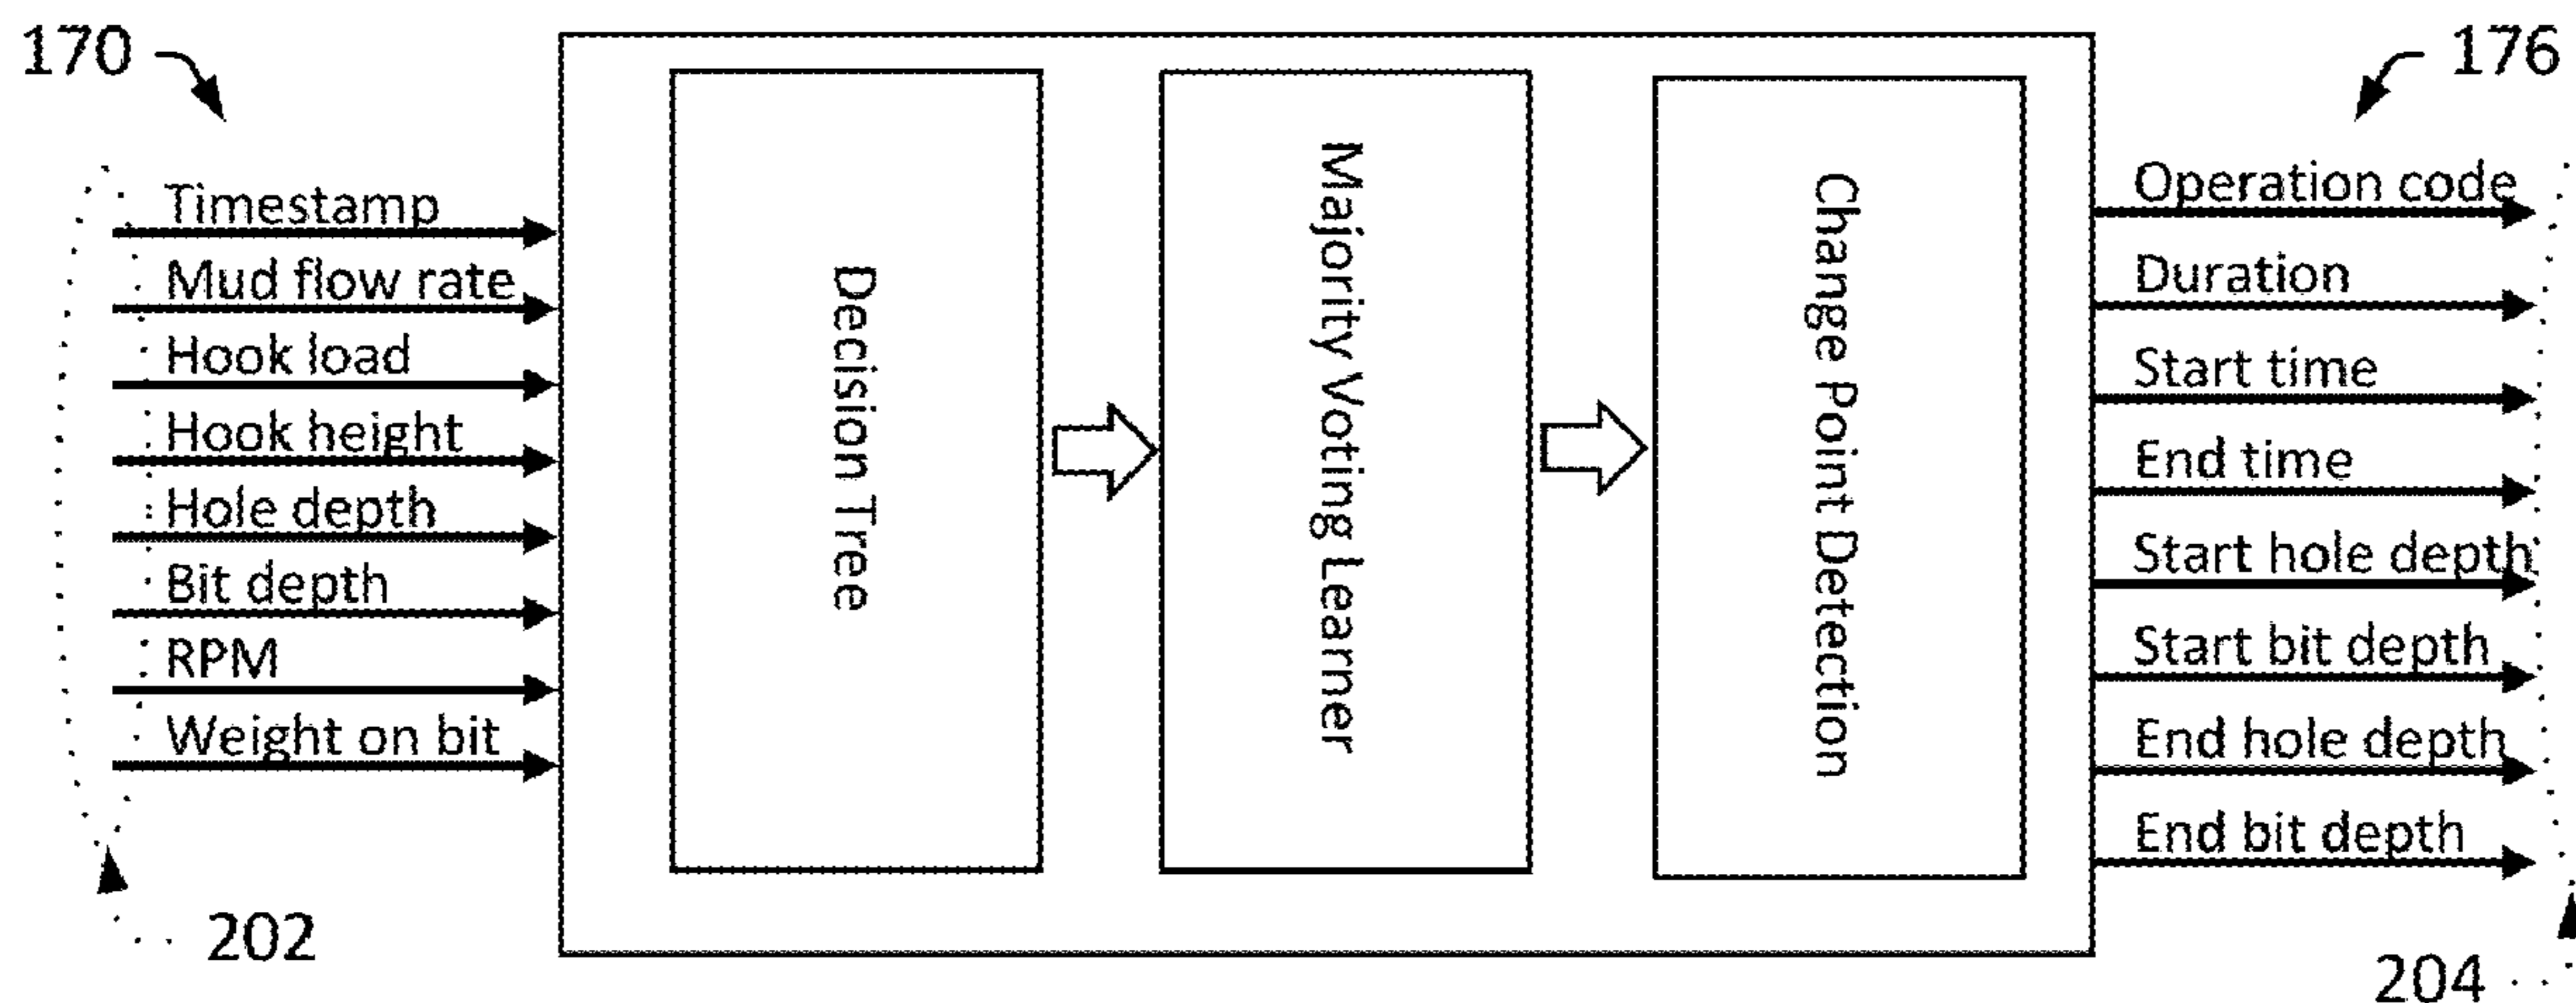 170
Timestamp
Mud flow rate
Hook load
Hook height
Hole depth
Bit depth
RPM
Weight on bit
202
Decision Tree
Majority Voting Learner
Change Point Detection
176
Operation code
Duration
Start time
End time
Start hole depth
Start bit depth
End hole depth
End bit depth
204